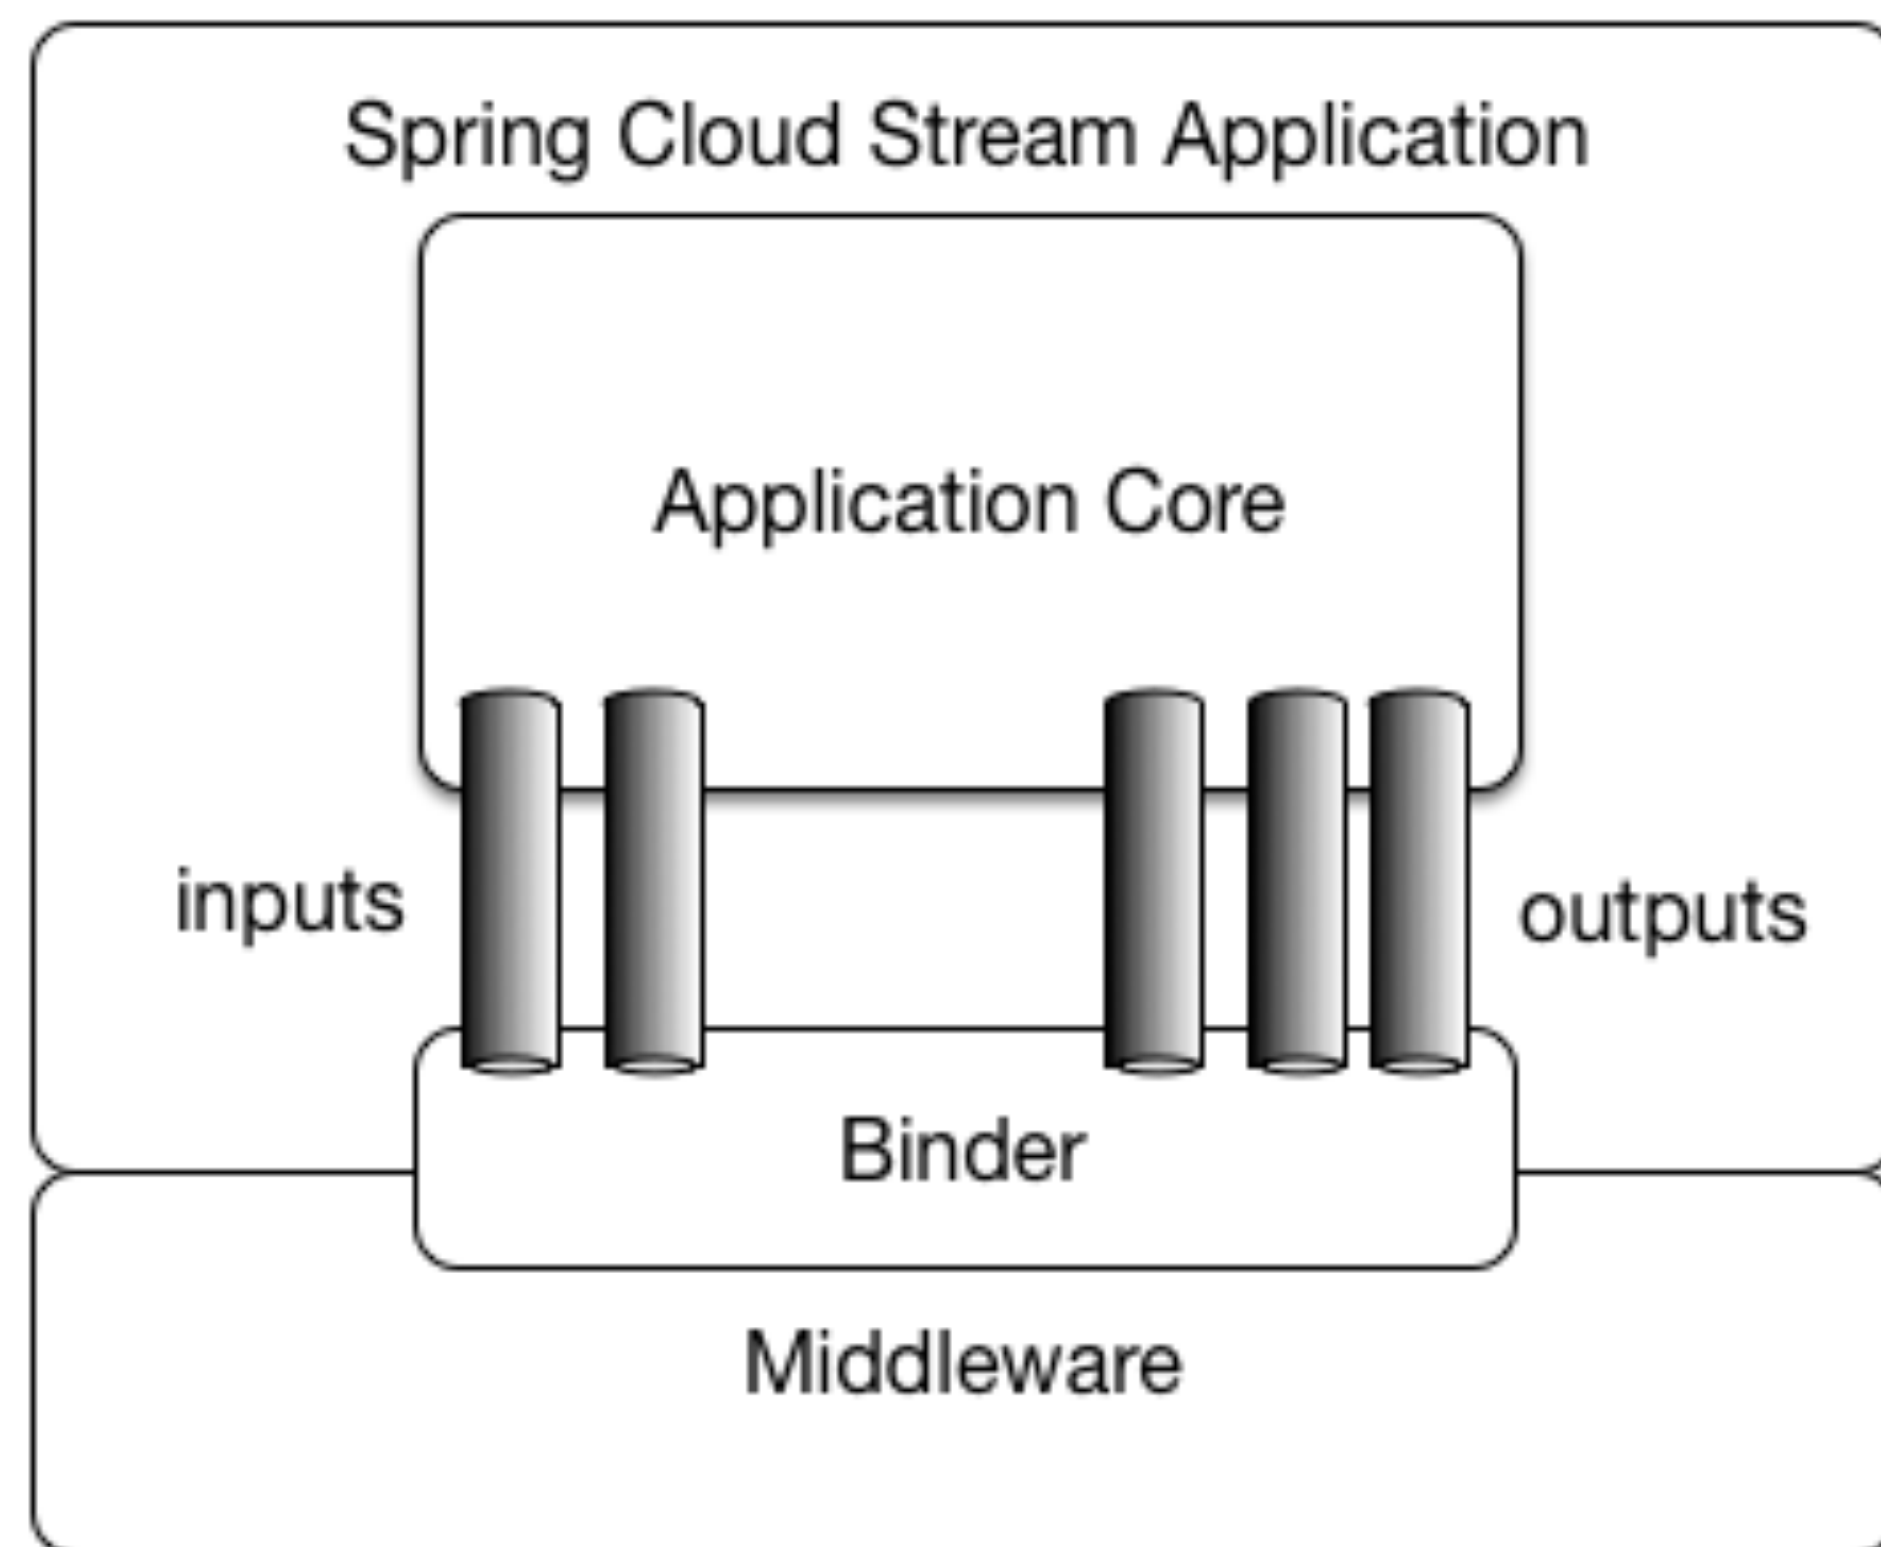 Spring Cloud Stream Application
Application Core
inputs
outputs
Binder
Middleware